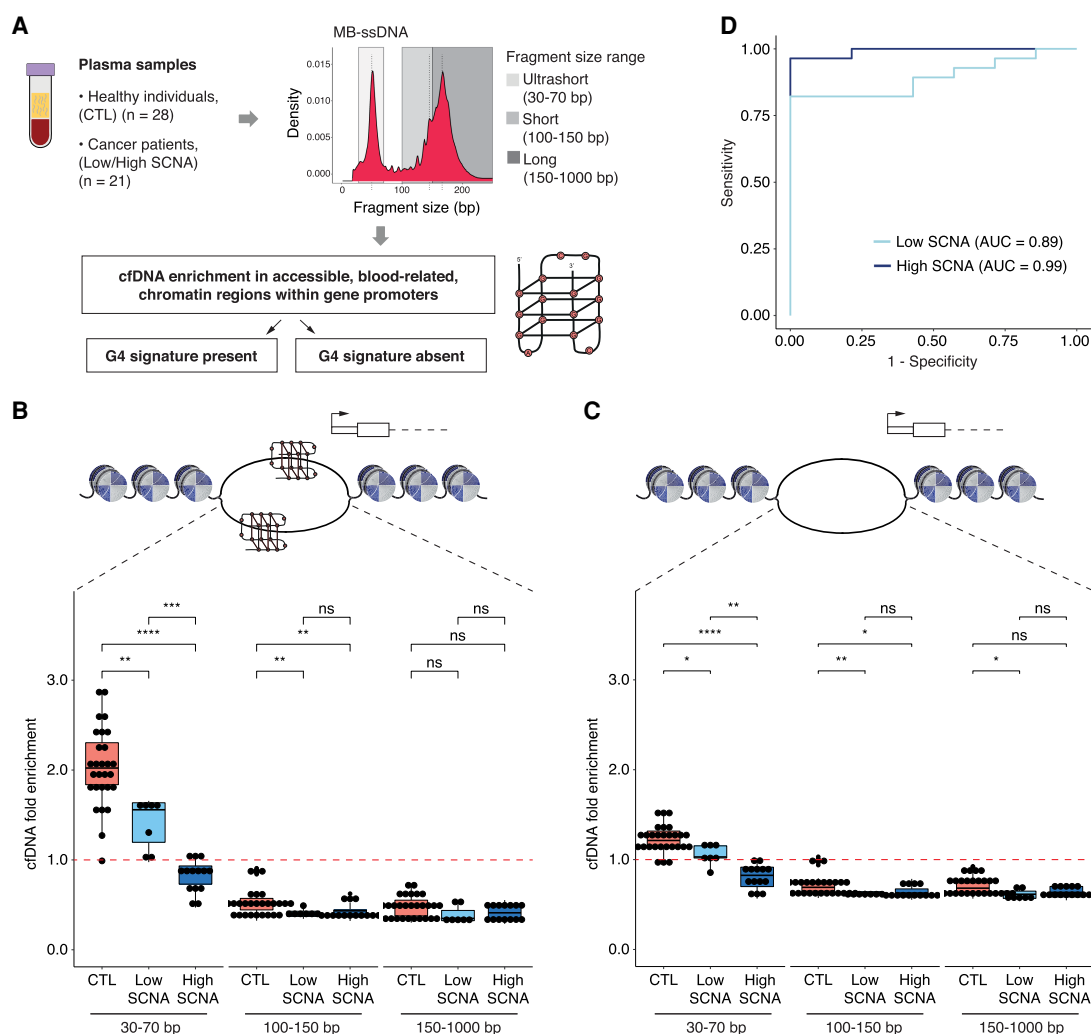 A
Plasma samples
• Healthy individuals,
(CTL) (n = 28)
• Cancer patients,
(Low/High SCNA)
(n = 21)
MB-ssDNA
Density
0.015
0.010
0.005
0.000
0
100
200
Fragment size (bp)
Fragment size range
Ultrashort
(30-70 bp)
Short
(100-150 bp)
Long
(150-1000 bp)
cfDNA enrichment in accessible, blood-related,
chromatin regions within gene promoters
G4 signature present
G4 signature absent
5'
3'
D
Sensitivity
1.00
0.75
0.50
0.25
0.00
Low SCNA (AUC = 0.89)
High SCNA (AUC = 0.99)
0.00
0.25
0.50
0.75
1.00
1 - Specificity
B
cfDNA fold enrichment
3.0
2.0
1.0
0.0
***
****
**
ns
**
**
ns
ns
ns
CTL
Low
SCNA
High
SCNA
CTL
Low
SCNA
High
SCNA
CTL
Low
SCNA
High
SCNA
30-70 bp
100-150 bp
150-1000 bp
C
cfDNA fold enrichment
3.0
2.0
1.0
0.0
**
****
*
ns
*
**
ns
ns
*
CTL
Low
SCNA
High
SCNA
CTL
Low
SCNA
High
SCNA
CTL
Low
SCNA
High
SCNA
30-70 bp
100-150 bp
150-1000 bp